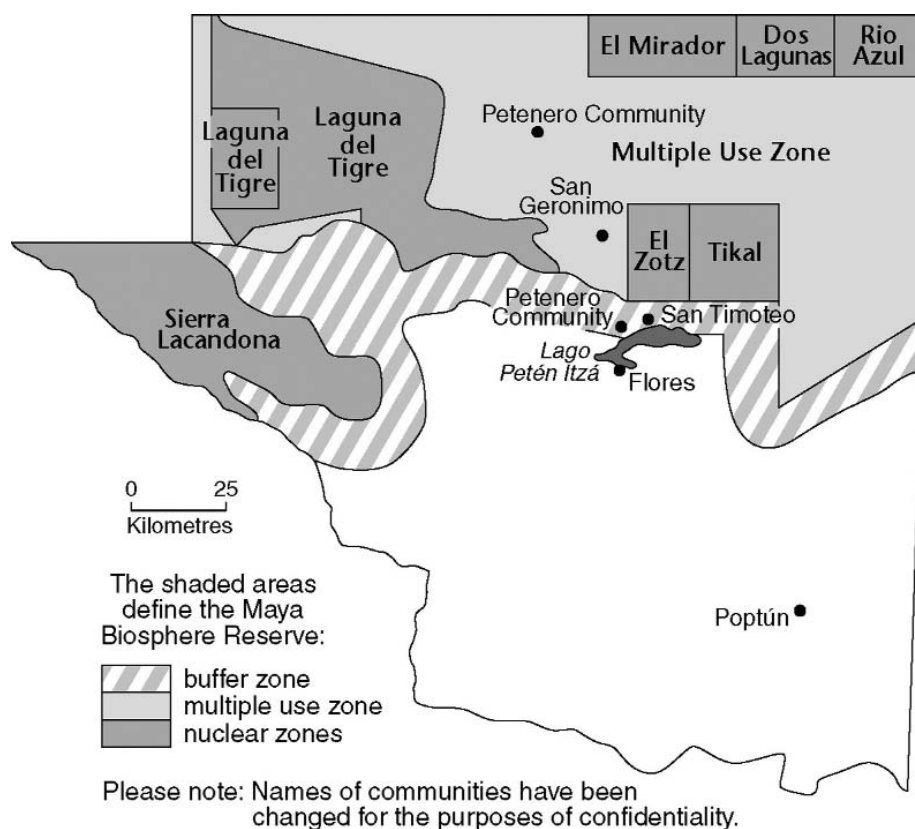 El Mirador
Dos
Lagunas
Rio
Azul
Laguna
del
Tigre
Laguna
del
Tigre
Petenero Community
Multiple Use Zone
San
Geronimo
El
Zotz
Tikal
Sierra
Lacandona
Petenero
Community
San Timoteo
Lago
Petén Itzá
Flores
0 25
Kilometres
Poptún
The shaded areas
define the Maya
Biosphere Reserve:
buffer zone
multiple use zone
nuclear zones
Please note: Names of communities have been
changed for the purposes of confidentiality.